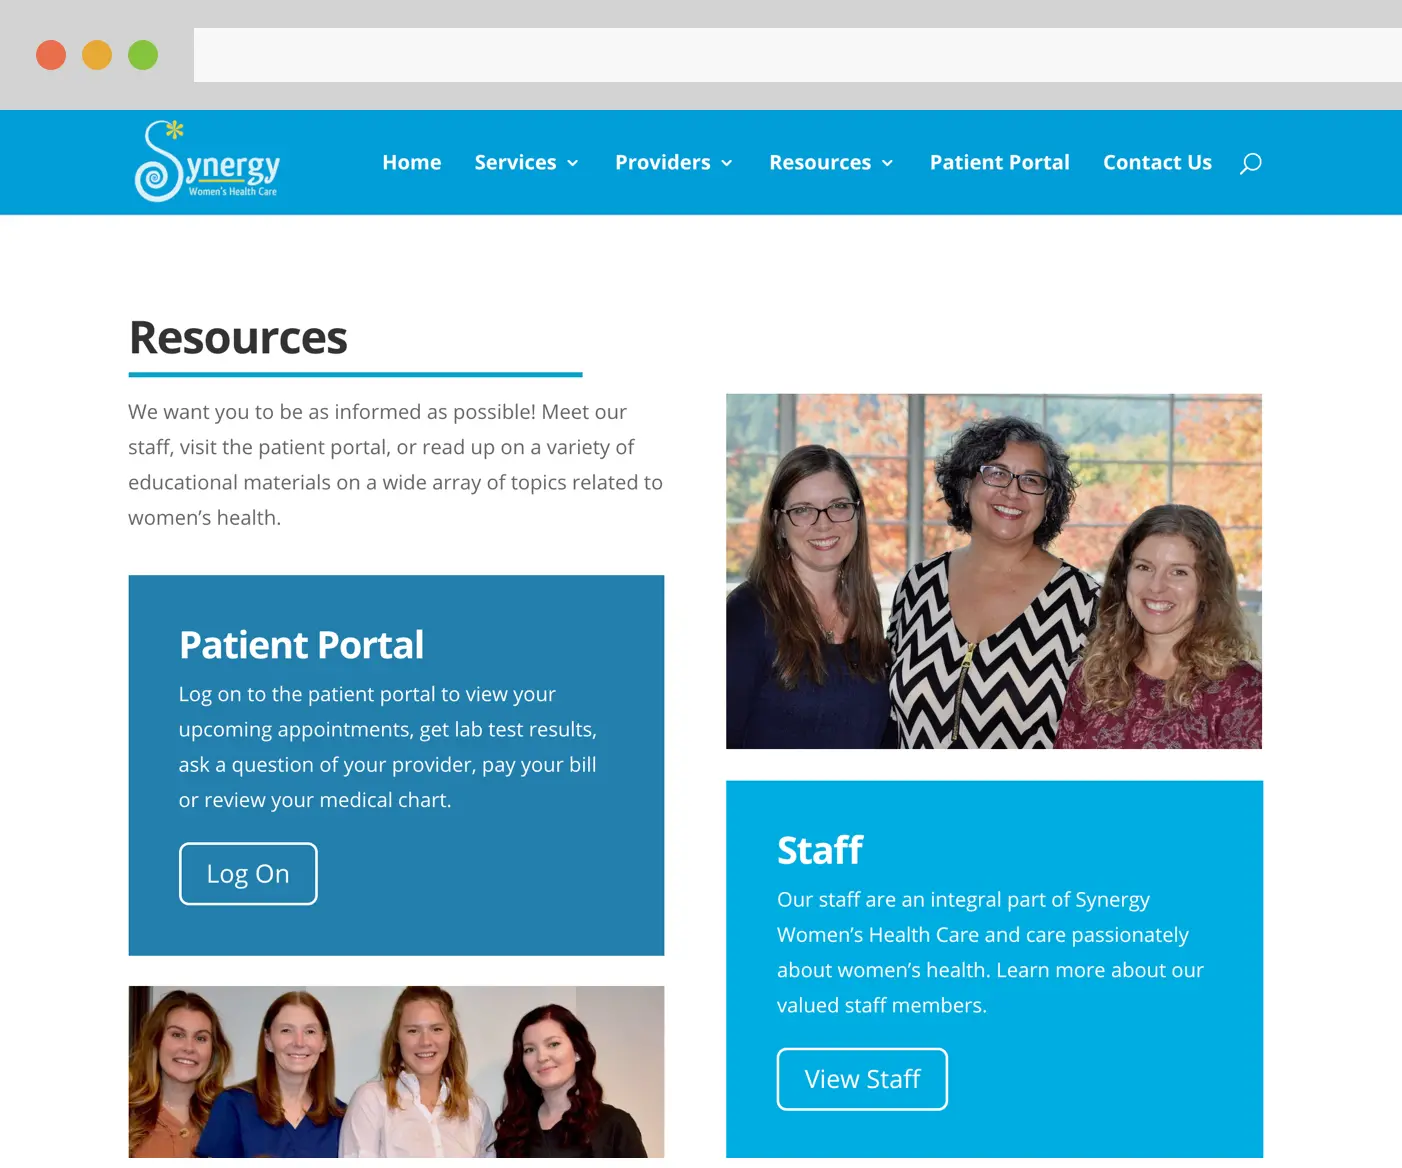 Synergy
Women's Health Care
Home
Services
Providers
Resources
Patient Portal
Contact Us
Resources
We want you to be as informed as possible! Meet our
staff, visit the patient portal, or read up on a variety of
educational materials on a wide array of topics related to
women’s health.
Patient Portal
Log on to the patient portal to view your
upcoming appointments, get lab test results,
ask a question of your provider, pay your bill
or review your medical chart.
Log On
Staff
Our staff are an integral part of Synergy
Women’s Health Care and care passionately
about women’s health. Learn more about our
valued staff members.
View Staff